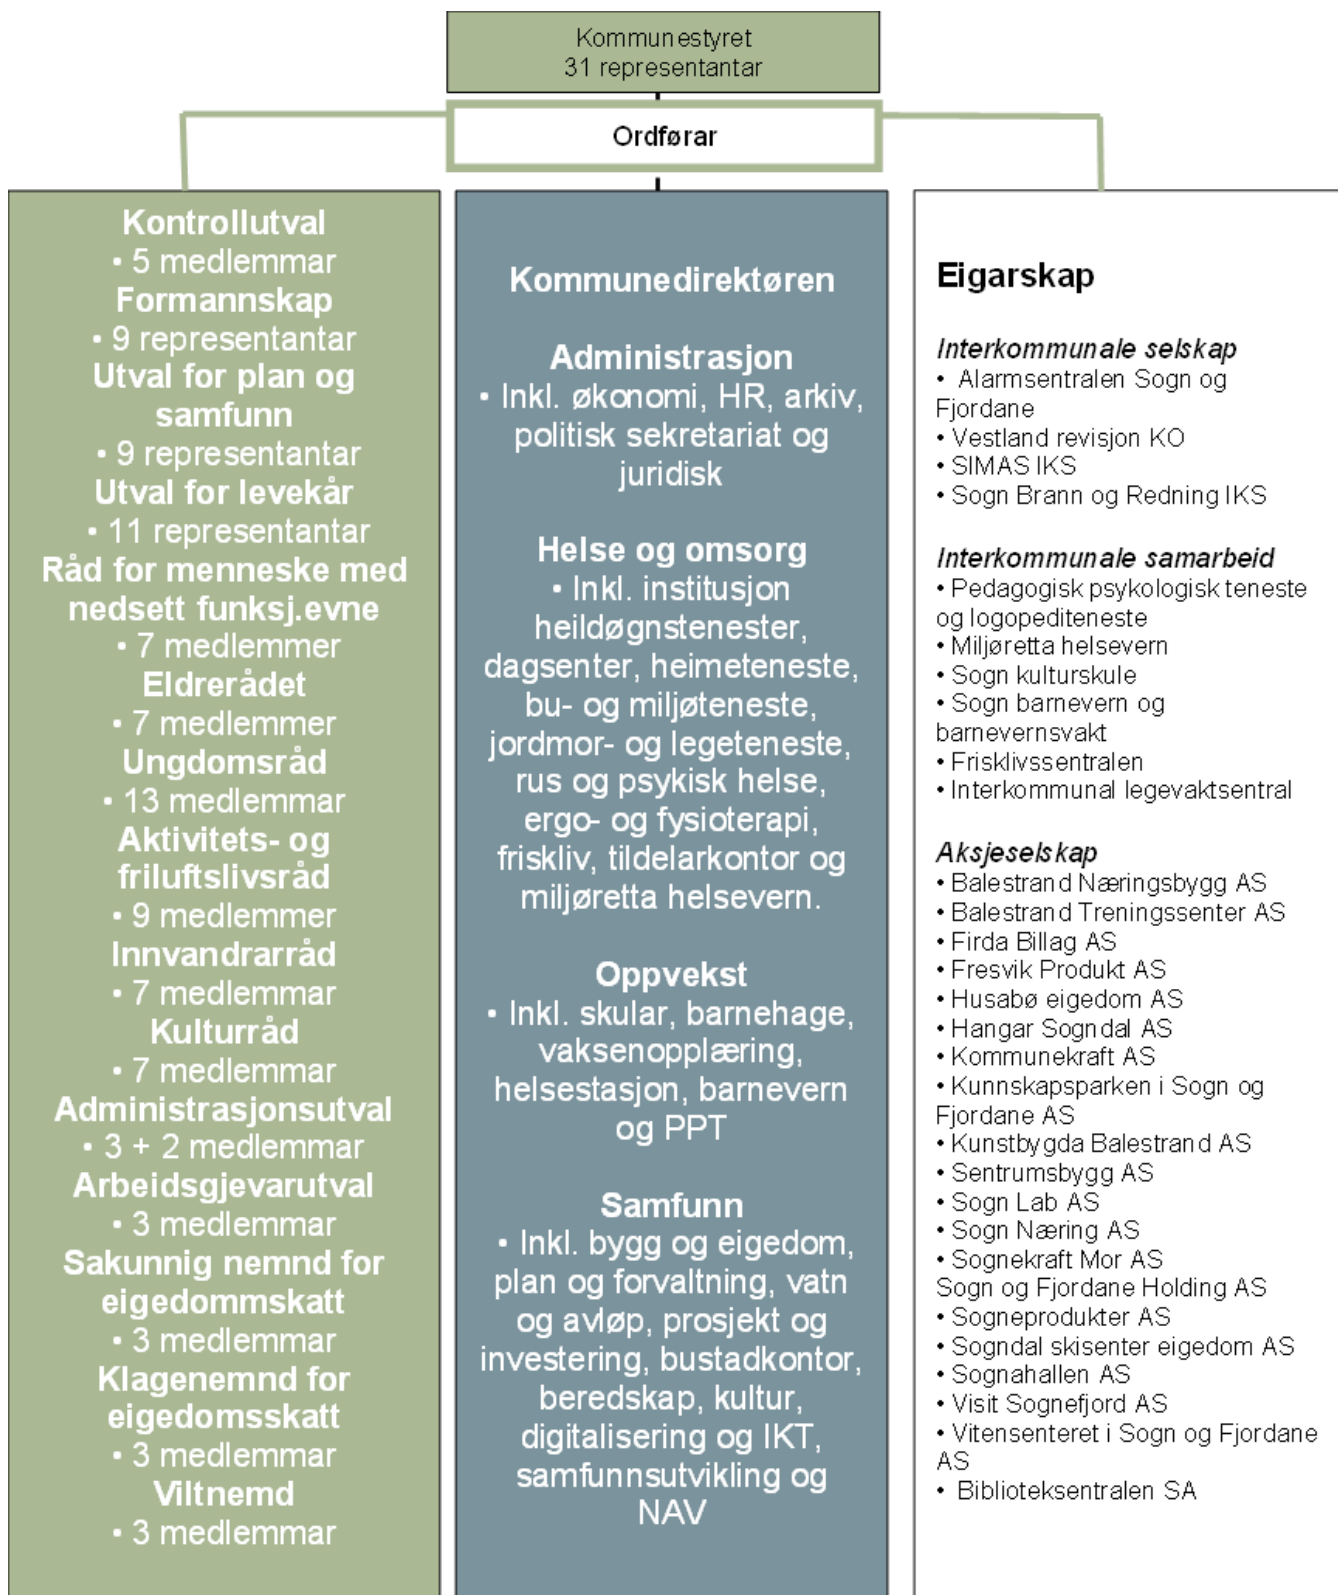 Kommunestyret
31 representantar
Ordførar
Kontrollutval
• 5 medlemmar
Formannskap
• 9 representantar
Utval for plan og
samfunn
• 9 representantar
Utval for levekår
• 11 representantar
Råd for menneske med
nedsett funksj.evne
• 7 medlemmer
Eldrerådet
• 7 medlemmer
Ungdomsråd
• 13 medlemmar
Aktivitets- og
friluftslivsråd
• 9 medlemmer
Innvandrarråd
• 7 medlemmar
Kulturråd
• 7 medlemmar
Administrasjonsutval
• 3 + 2 medlemmar
Arbeidsgjevarutval
• 3 medlemmar
Sakunnig nemnd for
eigedommskatt
• 3 medlemmar
Klagenemnd for
eigedomsskatt
• 3 medlemmar
Viltnemd
• 3 medlemmar
Kommunedirektøren
Administrasjon
• Inkl. økonomi, HR, arkiv,
politisk sekretariat og
juridisk
Helse og omsorg
• Inkl. institusjon
heildøgnstenester,
dagsenter, heimeteneste,
bu- og miljøteneste,
jordmor- og legeteneste,
rus og psykisk helse,
ergo- og fysioterapi,
friskliv, tildelarkontor og
miljøretta helsevern.
Oppvekst
• Inkl. skular, barnehage,
vaksenopplæring,
helsestasjon, barnevern
og PPT
Samfunn
• Inkl. bygg og eigedom,
plan og forvaltning, vatn
og avløp, prosjekt og
investering, bustadkontor,
beredskap, kultur,
digitalisering og IKT,
samfunnsutvikling og
NAV
Eigarskap
Interkommunale selskap
• Alarmsentralen Sogn og
Fjordane
• Vestland revisjon KO
• SIMAS IKS
• Sogn Brann og Redning IKS
Interkommunale samarbeid
• Pedagogisk psykologisk teneste
og logopediteneste
• Miljøretta helsevern
• Sogn kulturskule
• Sogn barnevern og
barnevernsvakt
• Frisklivssentralen
• Interkommunal legevaktsentral
Aksjeselskap
• Balestrand Næringsbygg AS
• Balestrand Treningssenter AS
• Firda Billag AS
• Fresvik Produkt AS
• Husabø eigedom AS
• Hangar Sogndal AS
• Kommunekraft AS
• Kunnskapsparken i Sogn og
Fjordane AS
• Kunstbygda Balestrand AS
• Sentrumsbygg AS
• Sogn Lab AS
• Sogn Næring AS
• Sognekraft Mor AS
Sogn og Fjordane Holding AS
• Sogneprodukter AS
• Sogndal skisenter eigedom AS
• Sognahallen AS
• Visit Sognefjord AS
• Vitensenteret i Sogn og Fjordane
AS
• Biblioteksentralen SA